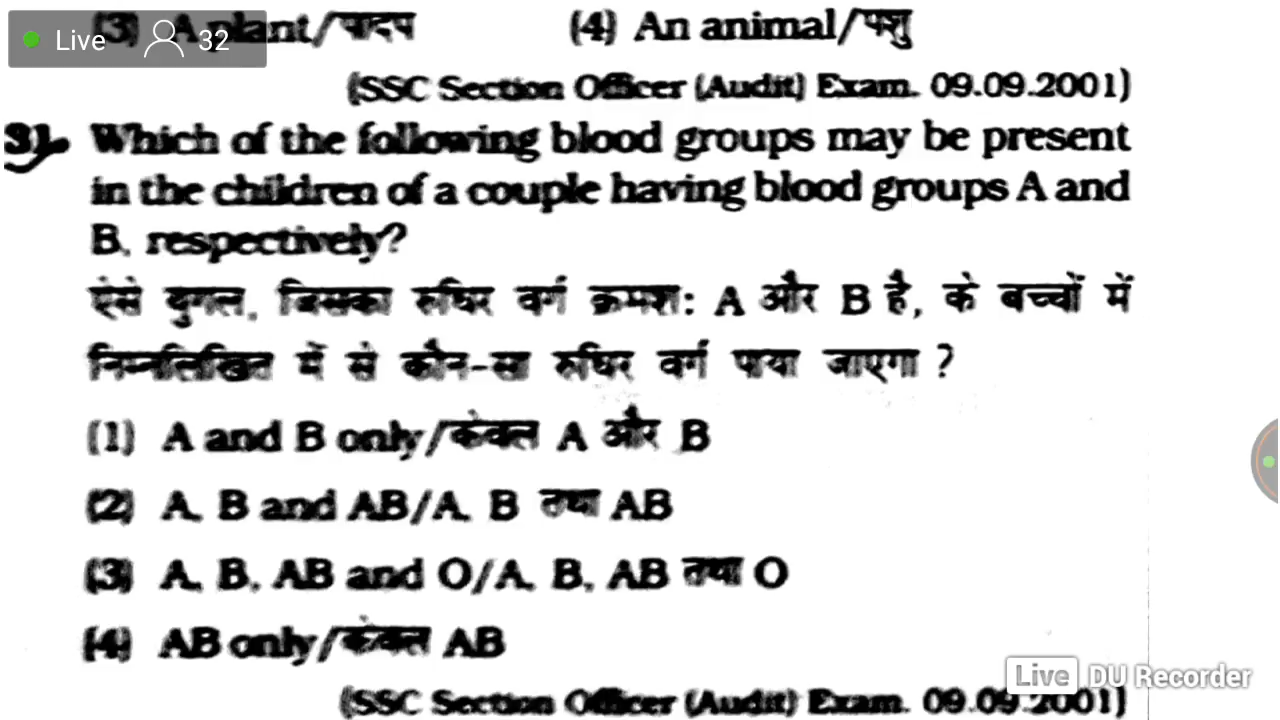 Live 32
(3) A plant/पादप (4) An animal/पशु
(SSC Section Officer (Audit) Exam. 09.09.2001)
31. Which of the following blood groups may be present
in the children of a couple having blood groups A and
B, respectively?
ऐसे युगल, जिसका रुधिर वर्ग क्रमश: A और B है, के बच्चों में
निम्नलिखित में से कौन-सा रुधिर वर्ग पाया जाएगा ?
(1) A and B only/केवल A और B
(2) A, B and AB/A, B तथा AB
(3) A, B, AB and O/A, B, AB तथा O
(4) AB only/केवल AB
Live DU Recorder
(SSC Section Officer (Audit) Exam. 09.09.2001)